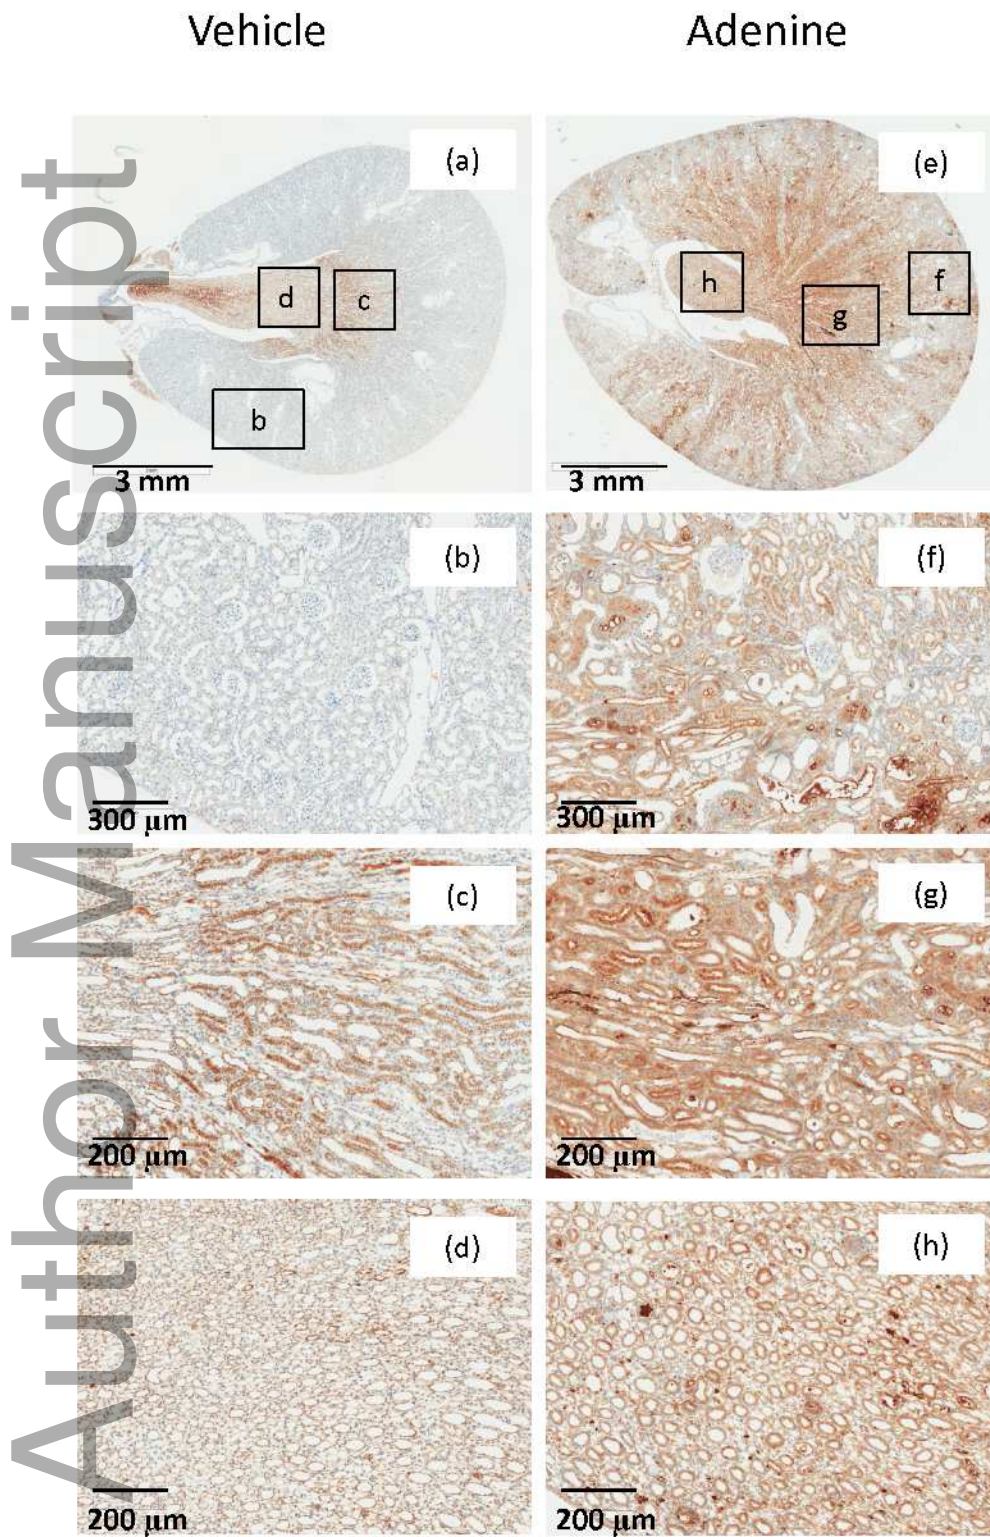 Vehicle Adenine
(a) (e)
d c h g f
b
3 mm 3 mm
(b) (f)
300 µm 300 µm
(c) (g)
200 µm 200 µm
(d) (h)
200 µm 200 µm
Author Manuscript